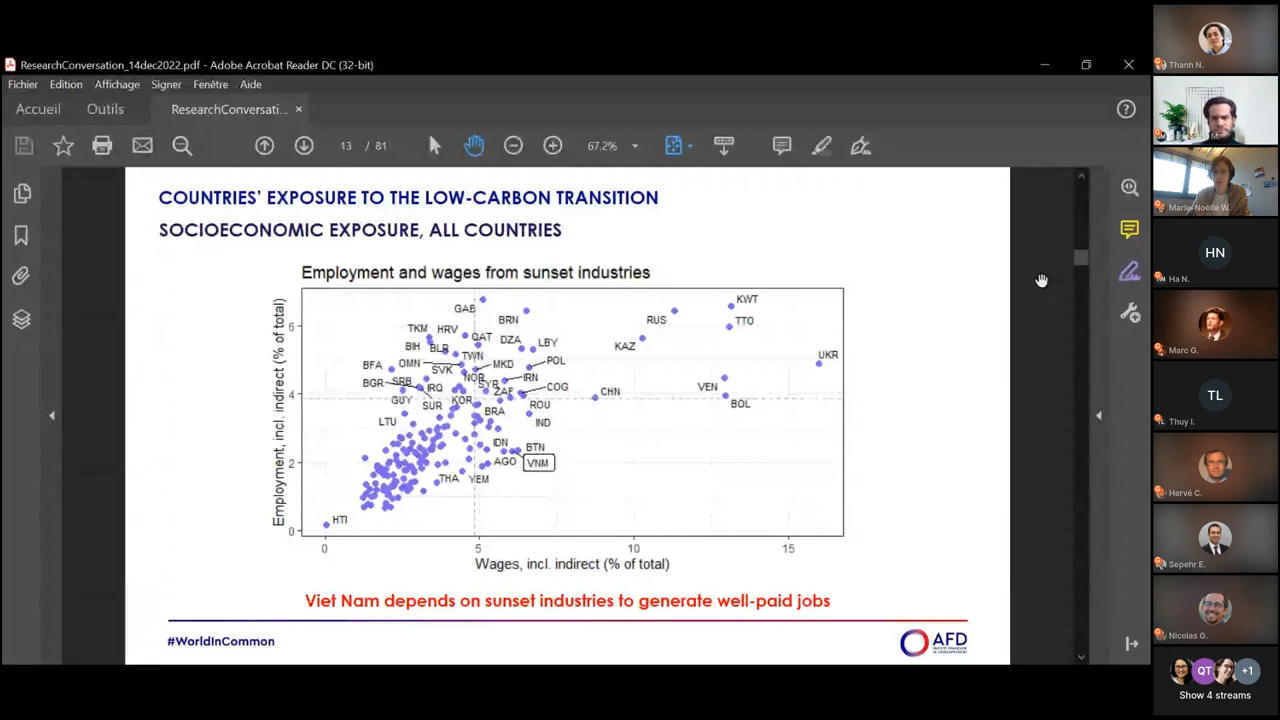 ResearchConversation_14dec2022.pdf - Adobe Acrobat Reader DC (32-bit)
Fichier Edition Affichage Signer Fenêtre Aide
Accueil Outils ResearchConversati... ×
13 / 81 67,2%
COUNTRIES' EXPOSURE TO THE LOW-CARBON TRANSITION
SOCIOECONOMIC EXPOSURE, ALL COUNTRIES
Employment and wages from sunset industries
Employment, incl. indirect (% of total)
6
4
2
0
GAB
BRN
RUS
KWT
TTO
TKM
HRV
QAT
DZA
LBY
KAZ
BIH
BLR
TWN
POL
UKR
BFA
OMN
SVK
MKD
NOR
IRN
BGR
SRB
IRQ
SYR
ZAF
COG
CHN
VEN
BOL
GUY
SUR
KOR
BRA
ROU
IND
LTU
IDN
BTN
AGO
VNM
THA
YEM
HTI
0 5 10 15
Wages, incl. indirect (% of total)
Viet Nam depends on sunset industries to generate well-paid jobs
#WorldInCommon
AFD
Thanh N.
Marie-Noëlle W.
HN
Ha N.
Marc G.
TL
Thuy l.
Hervé C.
Sepehr E.
Nicolas G.
QT +1
Show 4 streams